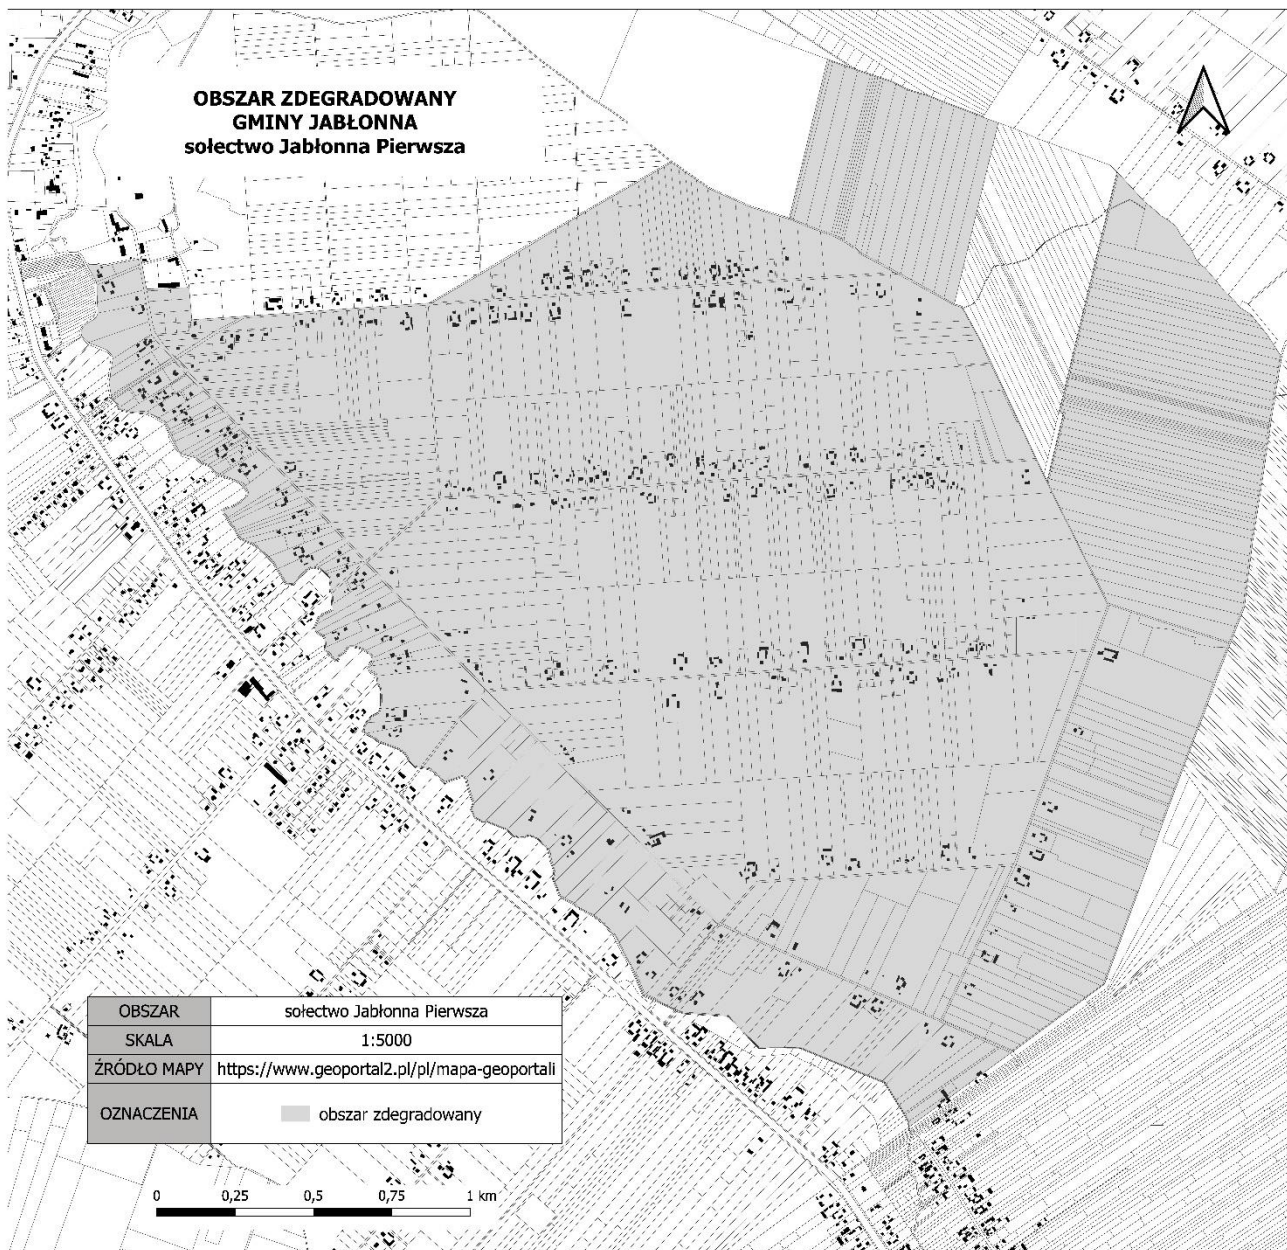 OBSZAR ZDEGRADOWANY
GMINY JABŁONNA
sołectwo Jabłonna Pierwsza
OBSZAR sołectwo Jabłonna Pierwsza
SKALA 1:5000
ŹRÓDŁO MAPY https://www.geoportal2.pl/pl/mapa-geoportali
OZNACZENIA obszar zdegradowany
0 0,25 0,5 0,75 1 km